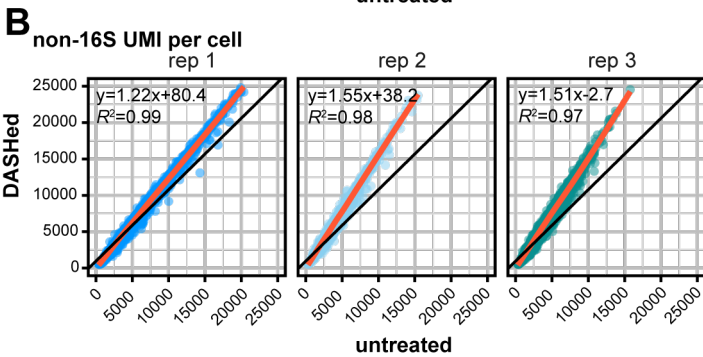 untreated
B
non-16S UMI per cell
rep 1
rep 2
rep 3
y=1.22x+80.4
R²=0.99
y=1.55x+38.2
R²=0.98
y=1.51x-2.7
R²=0.97
DASHed
25000
20000
15000
10000
5000
0
0 5000 10000 15000 20000 25000
0 5000 10000 15000 20000 25000
0 5000 10000 15000 20000 25000
untreated